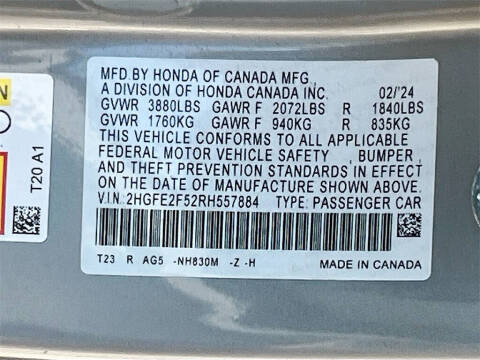 MFD.BY HONDA OF CANADA MFG.,
A DIVISION OF HONDA CANADA INC. 02/'24
GVWR 3880LBS GAWR F 2072LBS R 1840LBS
GVWR 1760KG GAWR F 940KG R 835KG
THIS VEHICLE CONFORMS TO ALL APPLICABLE
FEDERAL MOTOR VEHICLE SAFETY , BUMPER ,
AND THEFT PREVENTION STANDARDS IN EFFECT
ON THE DATE OF MANUFACTURE SHOWN ABOVE.
V.I.N. 2HGFE2F52RH557884 TYPE: PASSENGER CAR
T23 R AG5 -NH830M -Z -H
MADE IN CANADA
T20 A1